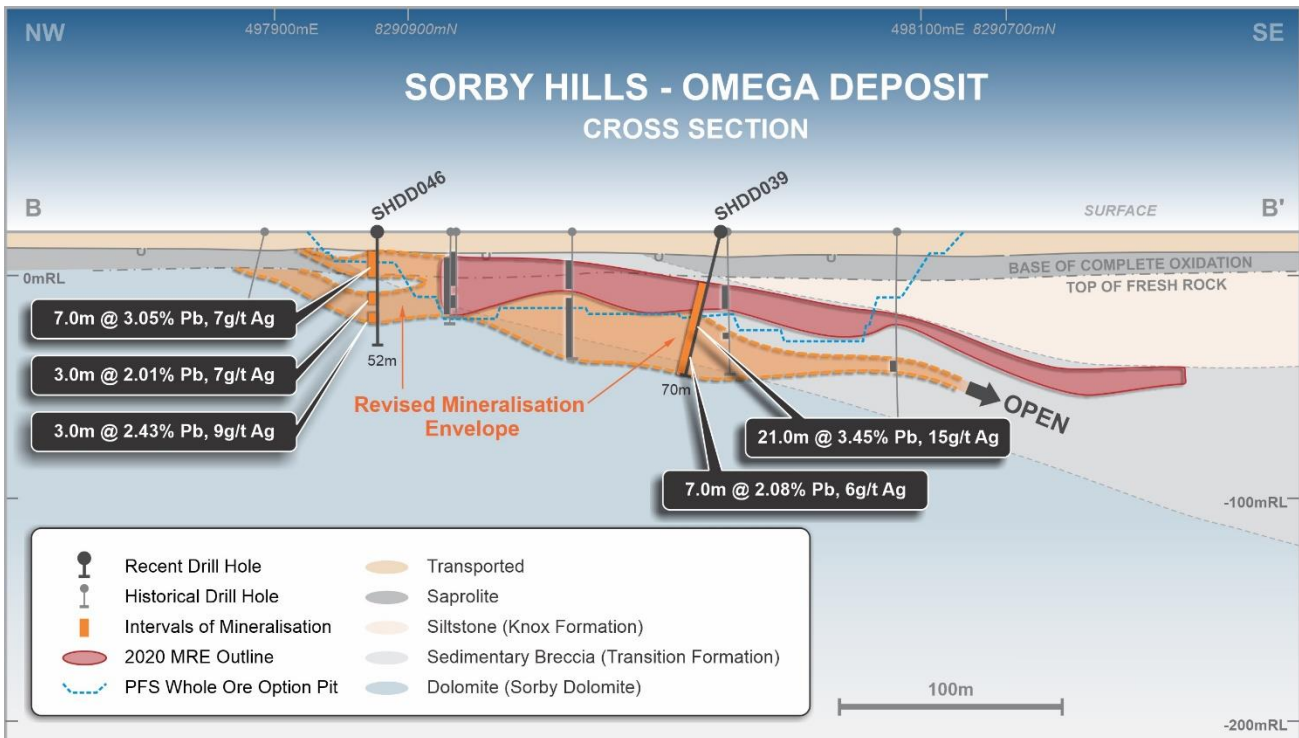 NW
497900mE
8290900mN
498100mE
8290700mN
SE
SORBY HILLS - OMEGA DEPOSIT
CROSS SECTION
B
SHDD046
SHDD039
SURFACE
B'
0mRL
BASE OF COMPLETE OXIDATION
TOP OF FRESH ROCK
7.0m @ 3.05% Pb, 7g/t Ag
52m
3.0m @ 2.01% Pb, 7g/t Ag
70m
Revised Mineralisation
Envelope
OPEN
3.0m @ 2.43% Pb, 9g/t Ag
21.0m @ 3.45% Pb, 15g/t Ag
7.0m @ 2.08% Pb, 6g/t Ag
-100mRL
Recent Drill Hole
Historical Drill Hole
Intervals of Mineralisation
2020 MRE Outline
PFS Whole Ore Option Pit
Transported
Saprolite
Siltstone (Knox Formation)
Sedimentary Breccia (Transition Formation)
Dolomite (Sorby Dolomite)
100m
-200mRL